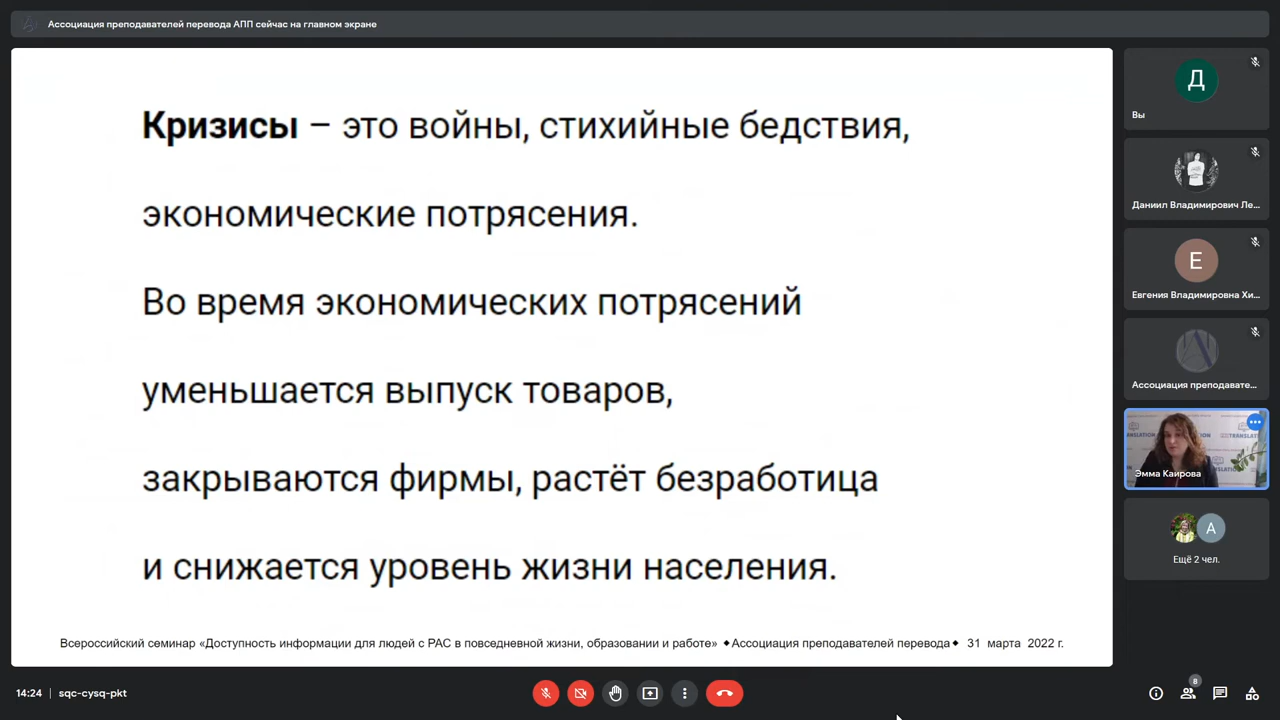 Ассоциация преподавателей перевода АПП сейчас на главном экране
Кризисы – это войны, стихийные бедствия,
экономические потрясения.
Во время экономических потрясений
уменьшается выпуск товаров,
закрываются фирмы, растёт безработица
и снижается уровень жизни населения.
Всероссийский семинар «Доступность информации для людей с РАС в повседневной жизни, образовании и работе» ◆Ассоциация преподавателей перевода◆ 31 марта 2022 г.
Д
Вы
Даниил Владимирович Ле...
Е
Евгения Владимировна Хи...
Ассоциация преподавате...
TRANSLATION
Эмма Каирова
А
Ещё 2 чел.
14:24 | sqc-cysq-pkt
8